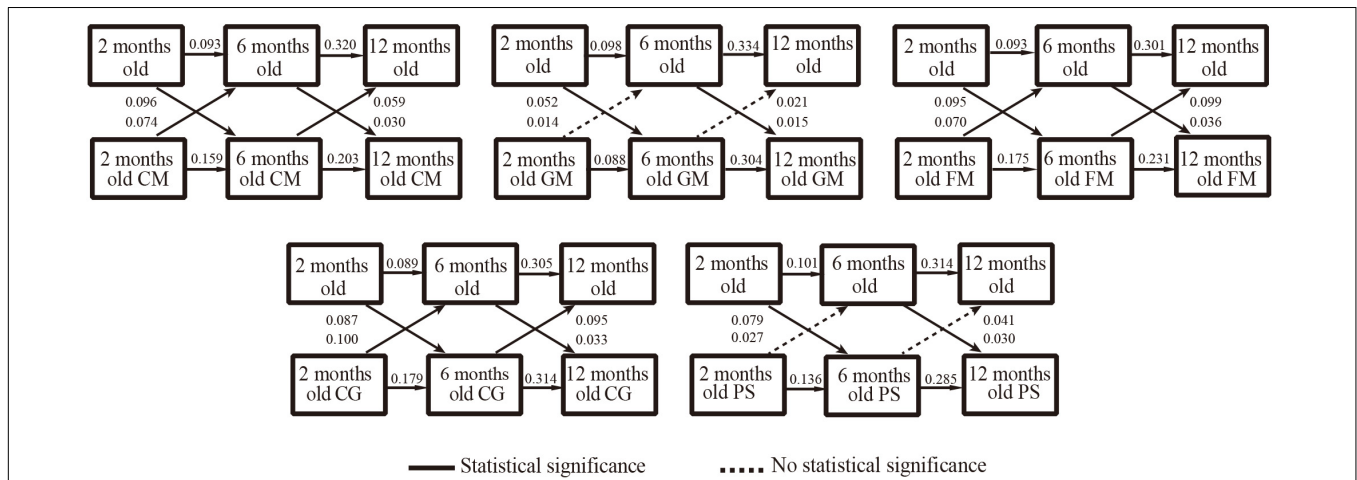 2 months old
0.093
6 months old
0.320
12 months old
0.096
0.074
0.059
0.030
2 months old CM
0.159
6 months old CM
0.203
12 months old CM
2 months old
0.098
6 months old
0.334
12 months old
0.052
0.014
0.021
0.015
2 months old GM
0.088
6 months old GM
0.304
12 months old GM
2 months old
0.093
6 months old
0.301
12 months old
0.095
0.070
0.099
0.036
2 months old FM
0.175
6 months old FM
0.231
12 months old FM
2 months old
0.089
6 months old
0.305
12 months old
0.087
0.100
0.095
0.033
2 months old CG
0.179
6 months old CG
0.314
12 months old CG
2 months old
0.101
6 months old
0.314
12 months old
0.079
0.027
0.041
0.030
2 months old PS
0.136
6 months old PS
0.285
12 months old PS
Statistical significance
No statistical significance